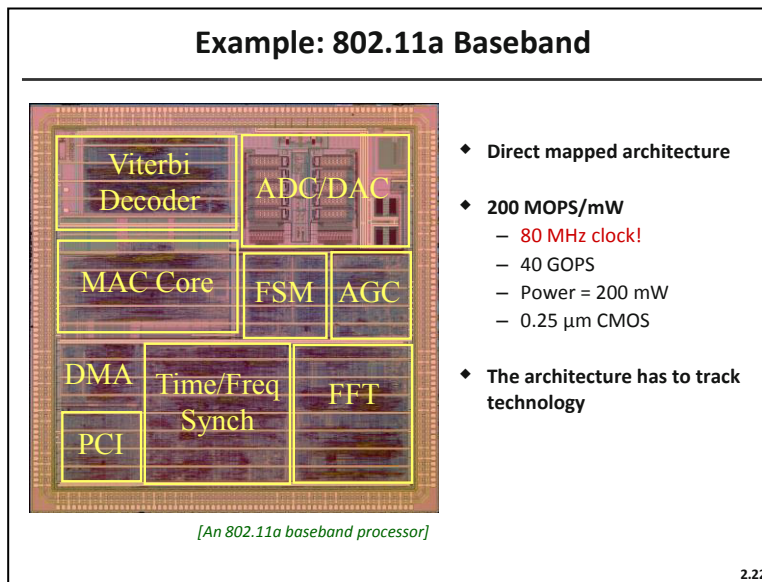 Example: 802.11a Baseband
Viterbi
Decoder
ADC/DAC
MAC Core
FSM
AGC
DMA
Time/Freq
Synch
FFT
PCI
[An 802.11a baseband processor]
◆ Direct mapped architecture
◆ 200 MOPS/mW
– 80 MHz clock!
– 40 GOPS
– Power = 200 mW
– 0.25 μm CMOS
◆ The architecture has to track
technology
2.22